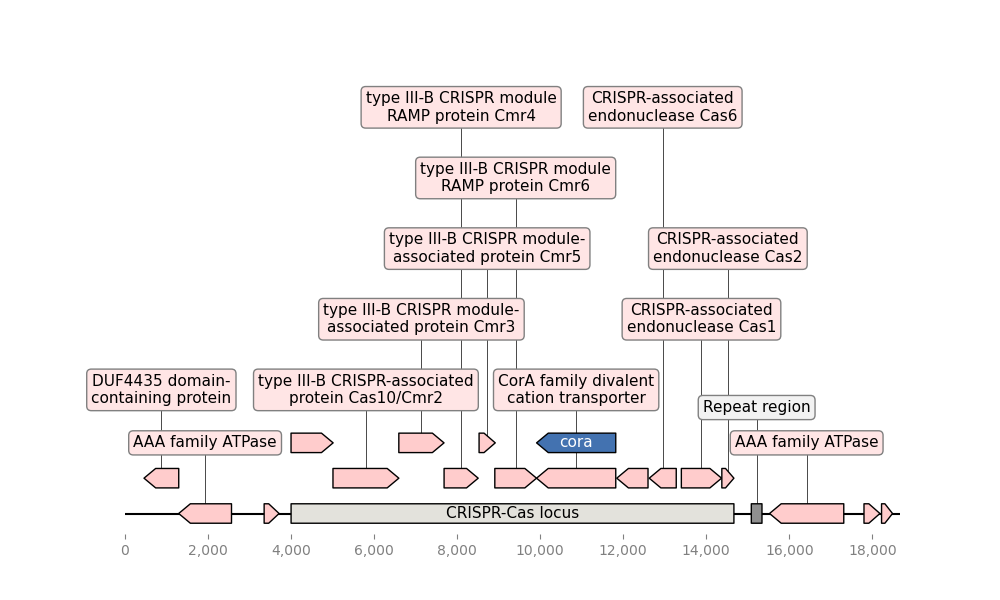 type III-B CRISPR module
RAMP protein Cmr4
CRISPR-associated
endonuclease Cas6
type III-B CRISPR module
RAMP protein Cmr6
type III-B CRISPR module-
associated protein Cmr5
CRISPR-associated
endonuclease Cas2
type III-B CRISPR module-
associated protein Cmr3
CRISPR-associated
endonuclease Cas1
DUF4435 domain-
containing protein
type III-B CRISPR-associated
protein Cas10/Cmr2
CorA family divalent
cation transporter
Repeat region
AAA family ATPase
cora
AAA family ATPase
CRISPR-Cas locus
0 2,000 4,000 6,000 8,000 10,000 12,000 14,000 16,000 18,000